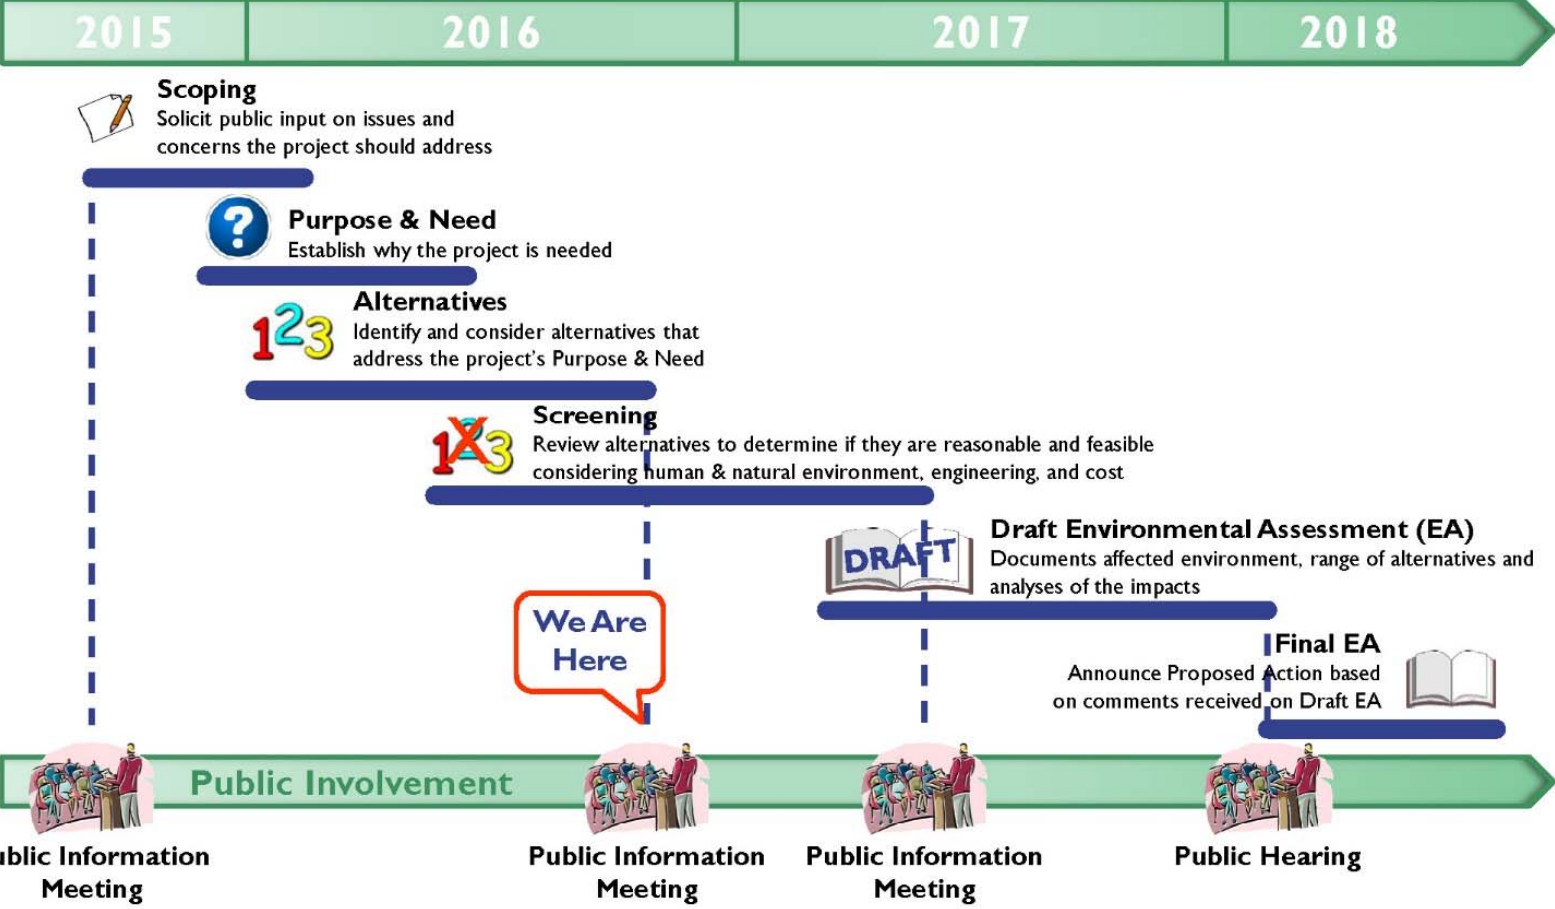 2015 2016 2017 2018
Scoping
Solicit public input on issues and
concerns the project should address
?
Purpose & Need
Establish why the project is needed
123
Alternatives
Identify and consider alternatives that
address the project's Purpose & Need
1X3
Screening
Review alternatives to determine if they are reasonable and feasible
considering human & natural environment, engineering, and cost
DRAFT
Draft Environmental Assessment (EA)
Documents affected environment, range of alternatives and
analyses of the impacts
We Are
Here
Final EA
Announce Proposed Action based
on comments received on Draft EA
Public Involvement
ublic Information
Meeting
Public Information
Meeting
Public Information
Meeting
Public Hearing